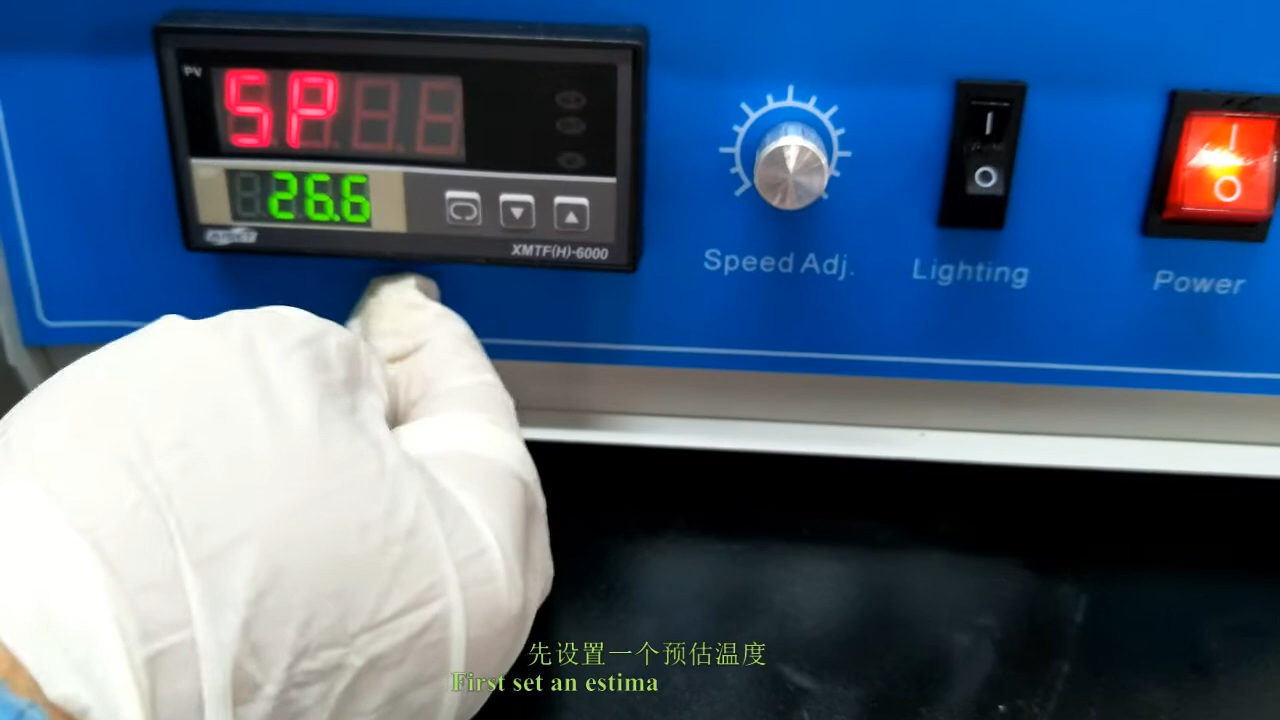 PV
SP
26.6
XMTF(H)-6000
Speed Adj.
Lighting
Power
先设置一个预估温度
First set an estima